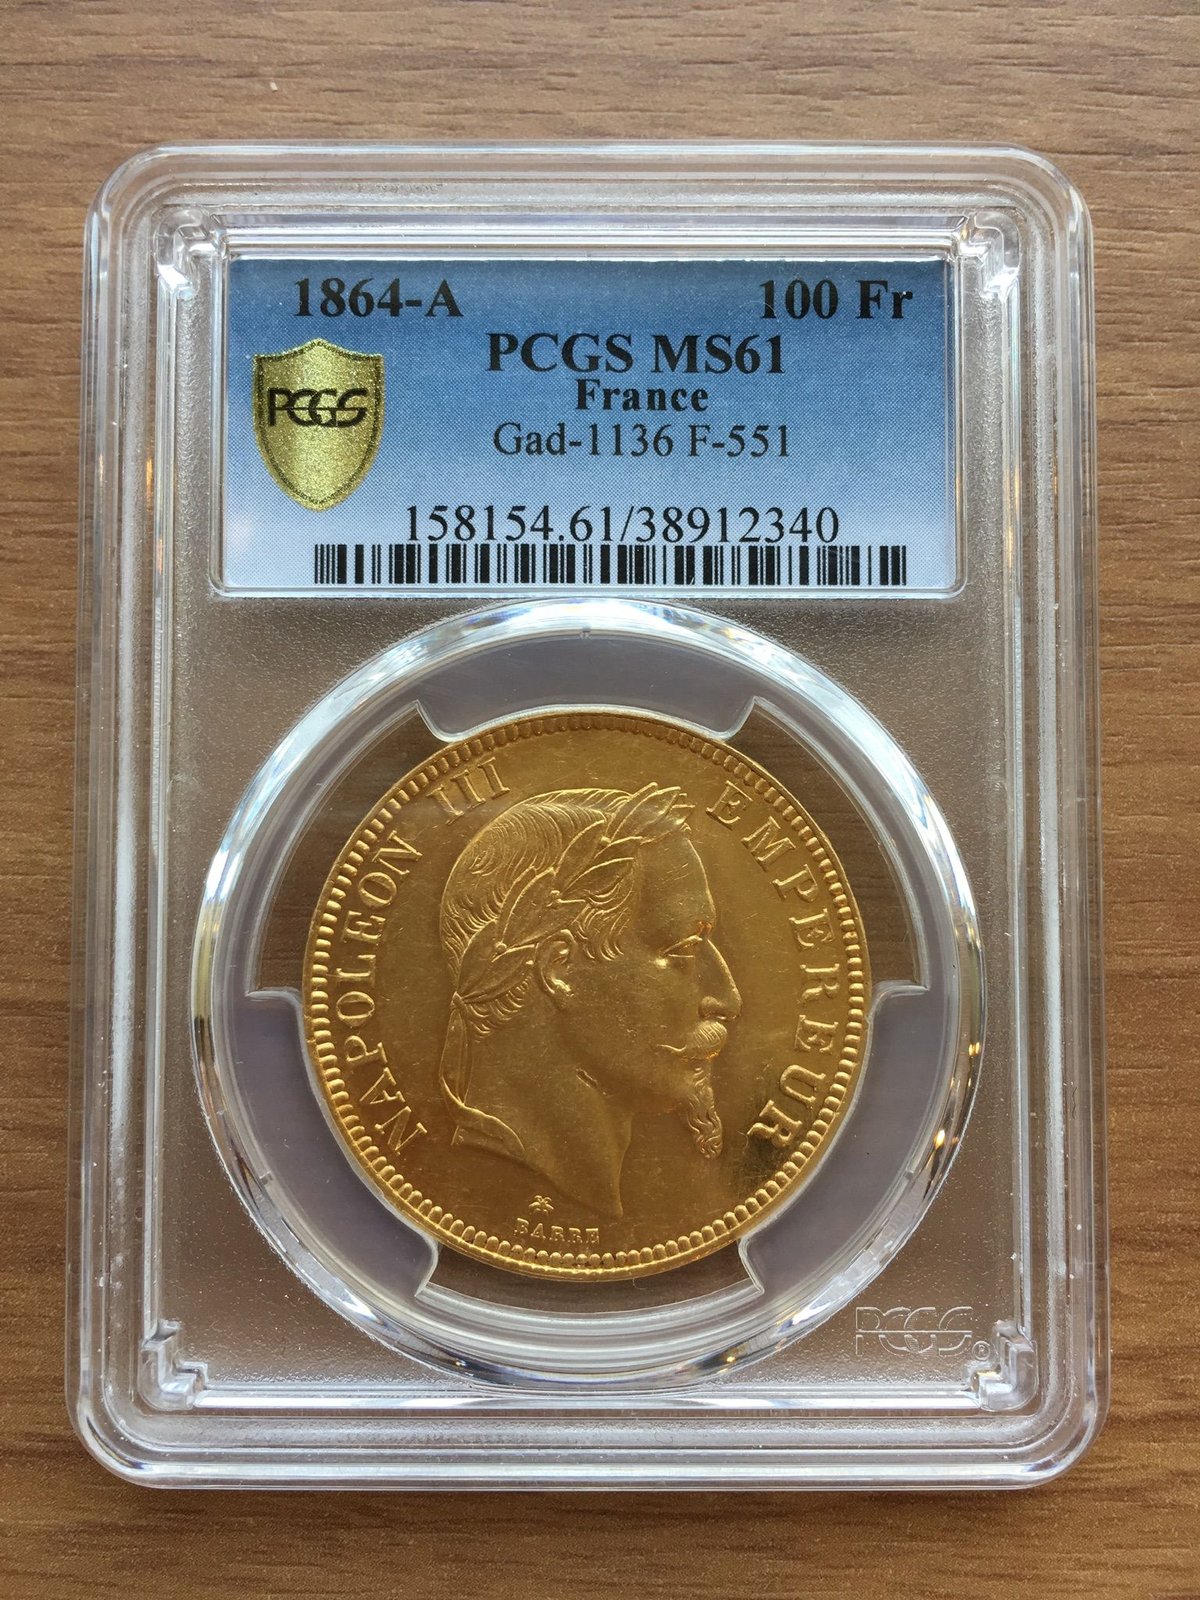 1864-A 100 Fr
PCGS MS61
France
PCGS
Gad-1136 F-551
158154.61/38912340
NAPOLEON III EMPEREUR
BARRE
PCGS®